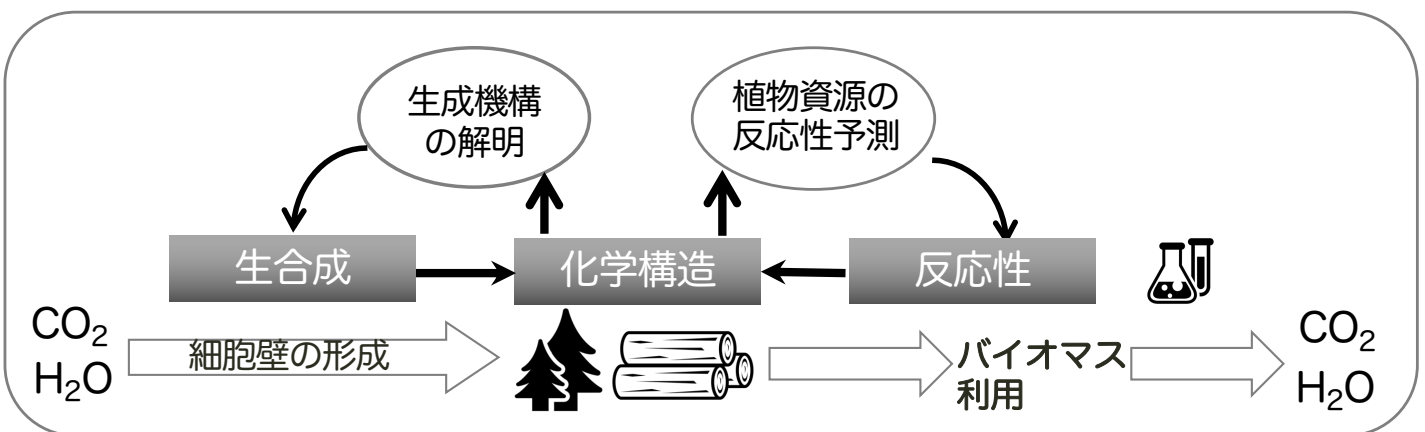 生成機構
の解明
植物資源の
反応性予測
生合成
化学構造
反応性
CO₂
H₂O
細胞壁の形成
バイオマス
利用
CO₂
H₂O